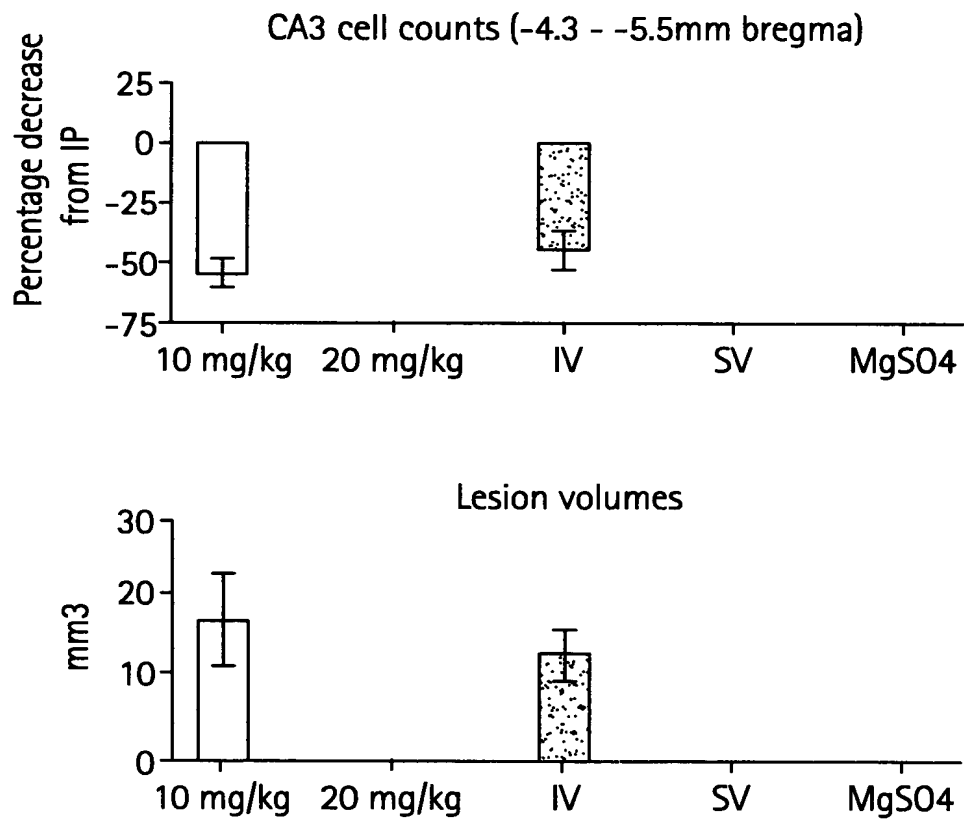 CA3 cell counts (-4.3 - -5.5mm bregma)
Percentage decrease
from IP
25
0
-25
-50
-75
10 mg/kg 20 mg/kg IV SV MgSO4
Lesion volumes
mm3
30
20
10
0
10 mg/kg 20 mg/kg IV SV MgSO4